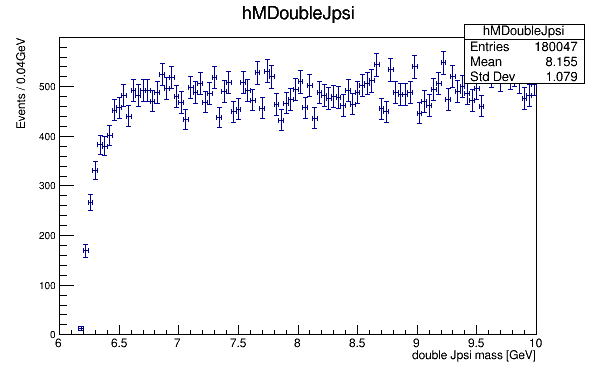 hMDoubleJpsi
hMDoubleJpsi
Entries 180047
Mean 8.155
Std Dev 1.079
Events / 0.04GeV
500
400
300
200
100
0
6 6.5 7 7.5 8 8.5 9 9.5 10
double Jpsi mass [GeV]